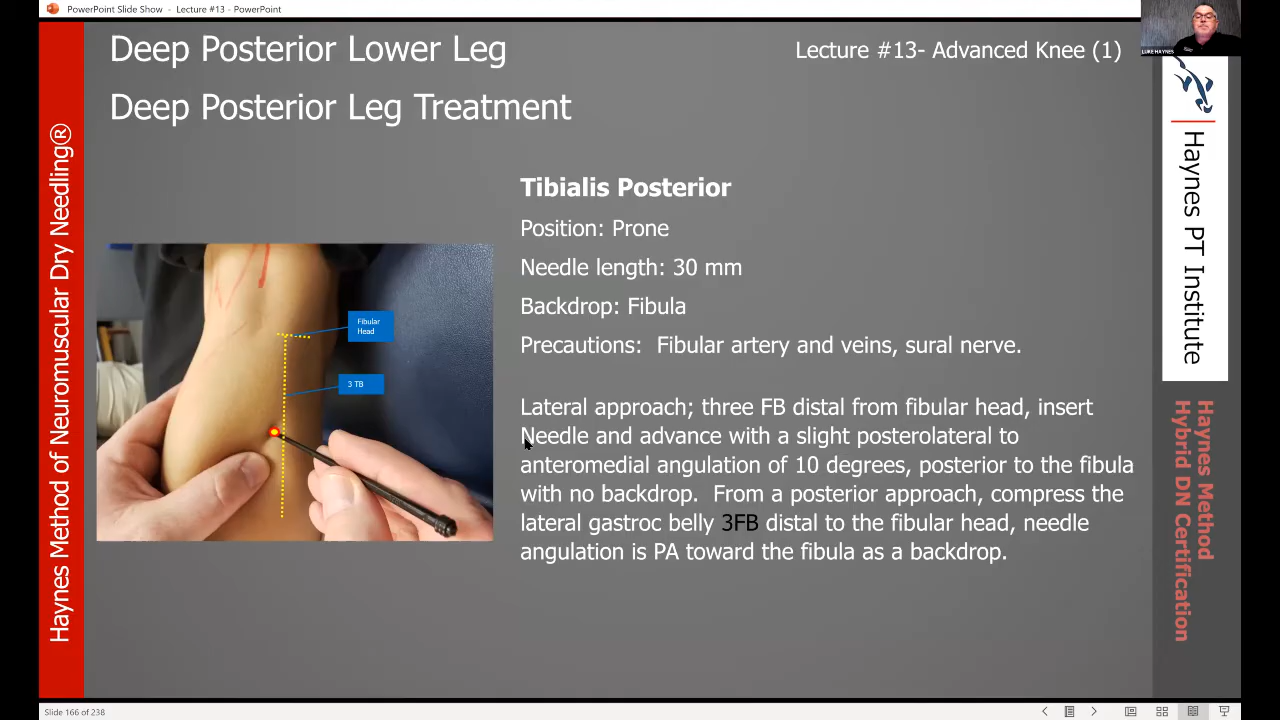 PowerPoint Slide Show - Lecture #13 - PowerPoint
LUKE HAYNES
Deep Posterior Lower Leg
Lecture #13- Advanced Knee (1)
Deep Posterior Leg Treatment
Haynes Method of Neuromuscular Dry Needling®
Tibialis Posterior
Position: Prone
Needle length: 30 mm
Backdrop: Fibula
Precautions: Fibular artery and veins, sural nerve.
Lateral approach; three FB distal from fibular head, insert
Needle and advance with a slight posterolateral to
anteromedial angulation of 10 degrees, posterior to the fibula
with no backdrop. From a posterior approach, compress the
lateral gastroc belly 3FB distal to the fibular head, needle
angulation is PA toward the fibula as a backdrop.
Fibular
Head
3 TB
Haynes PT Institute
Haynes Method
Hybrid DN Certification
Slide 166 of 238